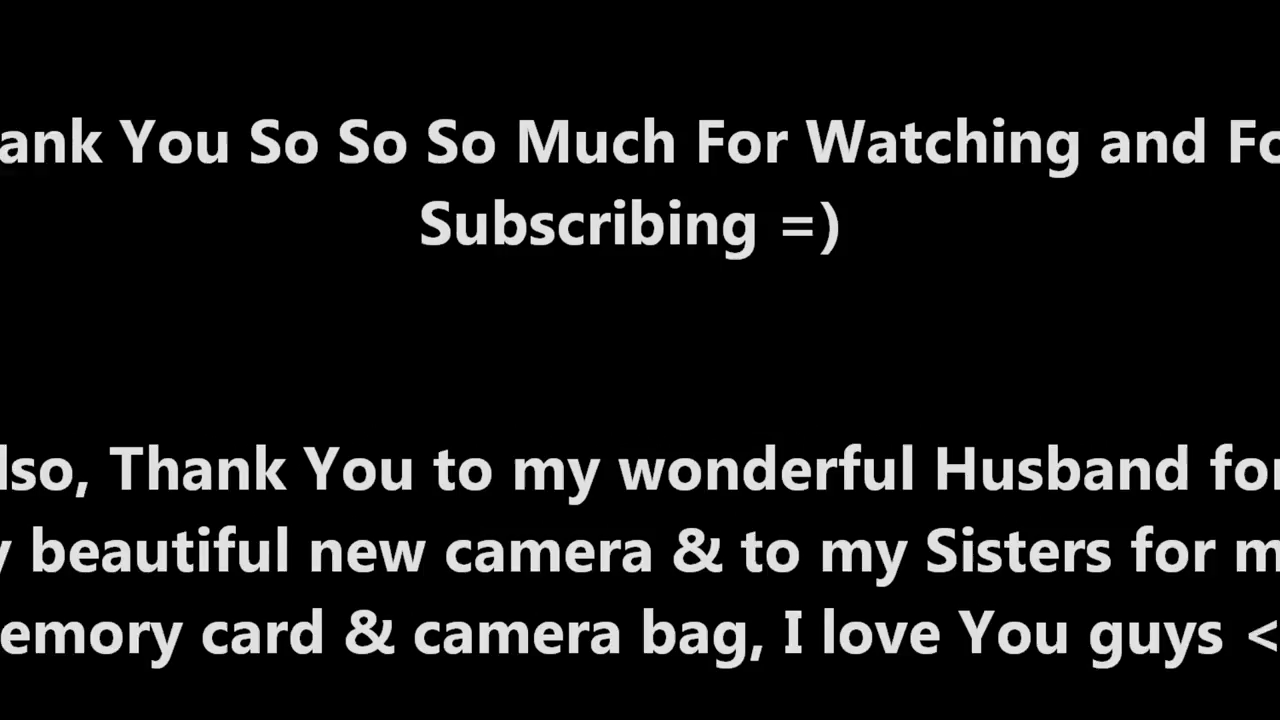 ank You So So So Much For Watching and Fo
Subscribing =)
lso, Thank You to my wonderful Husband for
y beautiful new camera & to my Sisters for m
emory card & camera bag, I love You guys <